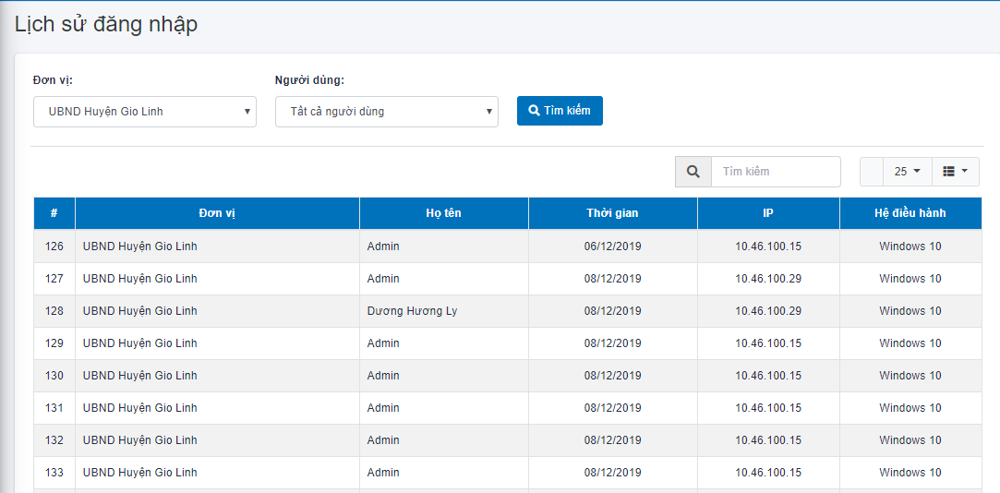 Lịch sử đăng nhập
Đơn vị: Người dùng:
UBND Huyện Gio Linh Tất cả người dùng Tìm kiếm
Tìm kiếm 25
# Đơn vị Họ tên Thời gian IP Hệ điều hành
126 UBND Huyện Gio Linh Admin 06/12/2019 10.46.100.15 Windows 10
127 UBND Huyện Gio Linh Admin 08/12/2019 10.46.100.29 Windows 10
128 UBND Huyện Gio Linh Dương Hương Ly 08/12/2019 10.46.100.29 Windows 10
129 UBND Huyện Gio Linh Admin 08/12/2019 10.46.100.15 Windows 10
130 UBND Huyện Gio Linh Admin 08/12/2019 10.46.100.15 Windows 10
131 UBND Huyện Gio Linh Admin 08/12/2019 10.46.100.15 Windows 10
132 UBND Huyện Gio Linh Admin 08/12/2019 10.46.100.15 Windows 10
133 UBND Huyện Gio Linh Admin 08/12/2019 10.46.100.15 Windows 10